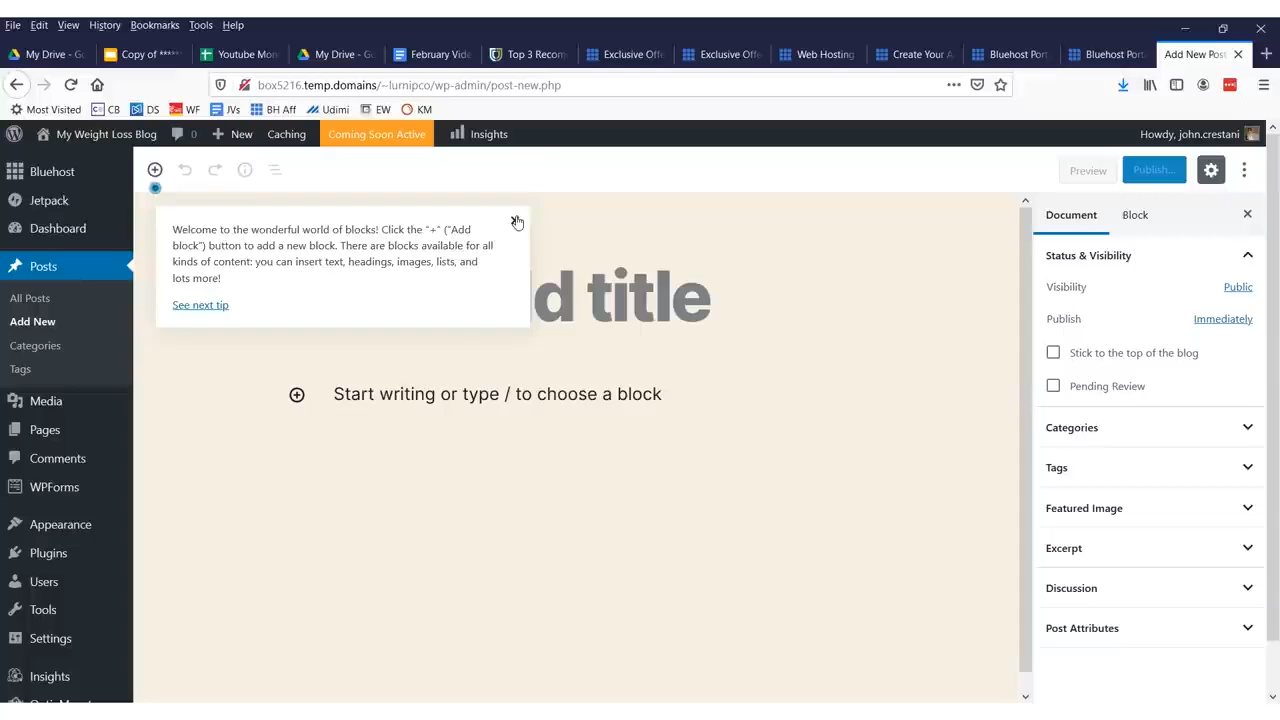 File Edit View History Bookmarks Tools Help
My Drive - G
Copy of *****
Youtube Mon
My Drive - G
February Vide
Top 3 Recom
Exclusive Offe
Exclusive Offe
Web Hosting
Create Your A
Bluehost Port
Bluehost Port
Add New Pos
box5216.temp.domains/~lumipco/wp-admin/post-new.php
Most Visited CB DS WF JVs BH Aff Udimi EW KM
My Weight Loss Blog 0 New Caching Coming Soon Active Insights Howdy, john.crestani
Bluehost
Jetpack
Dashboard
Posts
All Posts
Add New
Categories
Tags
Media
Pages
Comments
WPForms
Appearance
Plugins
Users
Tools
Settings
Insights
Preview Publish...
Welcome to the wonderful world of blocks! Click the "+" ("Add
block") button to add a new block. There are blocks available for all
kinds of content: you can insert text, headings, images, lists, and
lots more!
See next tip
d title
Start writing or type / to choose a block
Document Block
Status & Visibility
Visibility Public
Publish Immediately
Stick to the top of the blog
Pending Review
Categories
Tags
Featured Image
Excerpt
Discussion
Post Attributes